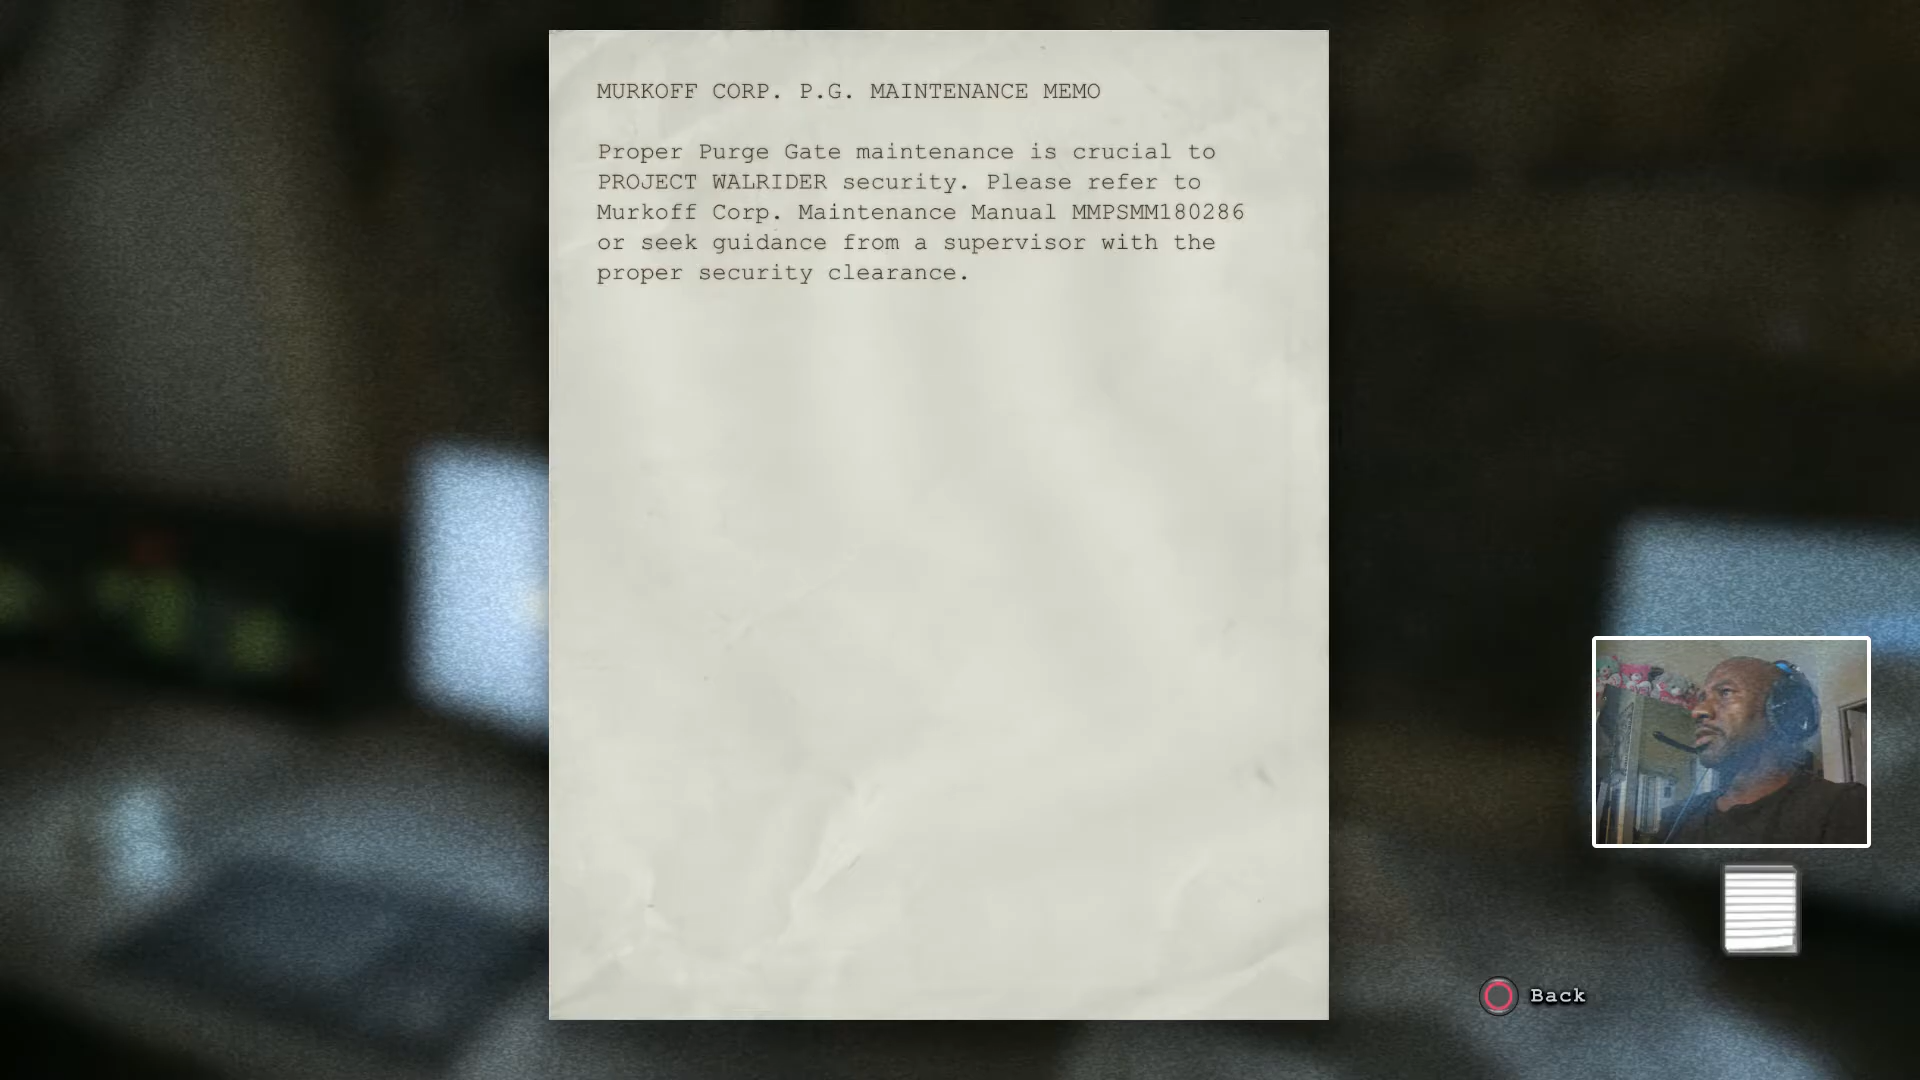 MURKOFF CORP. P.G. MAINTENANCE MEMO
Proper Purge Gate maintenance is crucial to
PROJECT WALRIDER security. Please refer to
Murkoff Corp. Maintenance Manual MMPSMM180286
or seek guidance from a supervisor with the
proper security clearance.
Back